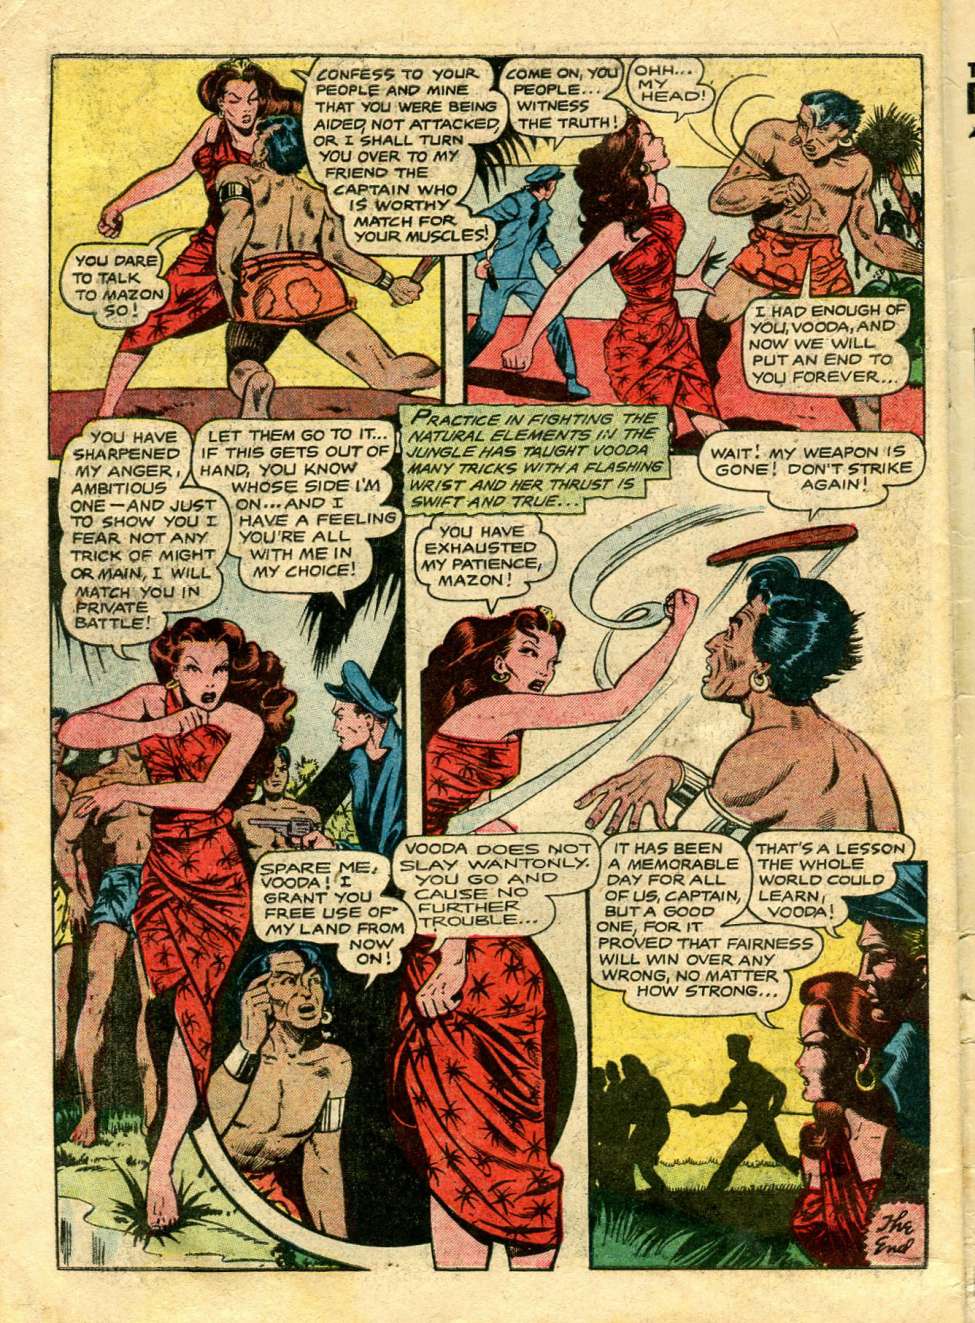 CONFESS TO YOUR
PEOPLE AND MINE
THAT YOU WERE BEING
AIDED, NOT ATTACKED,
OR I SHALL TURN
YOU OVER TO MY
FRIEND THE
CAPTAIN WHO
IS WORTHY
MATCH FOR
YOUR MUSCLES!
YOU DARE
TO TALK
TO MAZON
SO!
COME ON, YOU
PEOPLE...
WITNESS
THE TRUTH!
OHH...
MY
HEAD!
I HAD ENOUGH OF
YOU, VOODA, AND
NOW WE WILL
PUT AN END TO
YOU FOREVER...
YOU HAVE
SHARPENED
MY ANGER,
AMBITIOUS
ONE—AND JUST
TO SHOW YOU I
FEAR NOT ANY
TRICK OF MIGHT
OR MAIN, I WILL
MATCH YOU IN
PRIVATE
BATTLE!
LET THEM GO TO IT...
IF THIS GETS OUT OF
HAND, YOU KNOW
WHOSE SIDE I'M
ON...AND I
HAVE A FEELING
YOU'RE ALL
WITH ME IN
MY CHOICE!
PRACTICE IN FIGHTING THE
NATURAL ELEMENTS IN THE
JUNGLE HAS TAUGHT VOODA
MANY TRICKS WITH A FLASHING
WRIST AND HER THRUST IS
SWIFT AND TRUE...
YOU HAVE
EXHAUSTED
MY PATIENCE,
MAZON!
WAIT! MY WEAPON IS
GONE! DON'T STRIKE
AGAIN!
SPARE ME,
VOODA! I
GRANT YOU
FREE USE OF
MY LAND FROM
NOW
ON!
VOODA DOES NOT
SLAY WANTONLY.
YOU GO AND
CAUSE NO
FURTHER
TROUBLE...
IT HAS BEEN
A MEMORABLE
DAY FOR ALL
OF US, CAPTAIN,
BUT A GOOD
ONE, FOR IT
PROVED THAT FAIRNESS
WILL WIN OVER ANY
WRONG, NO MATTER
HOW STRONG...
THAT'S A LESSON
THE WHOLE
WORLD COULD
LEARN,
VOODA!
The
End